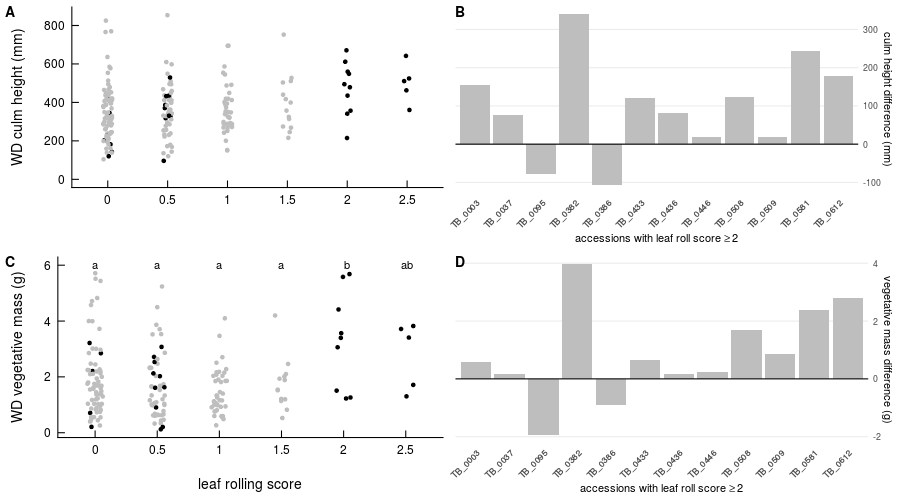 A
WD culm height (mm)
800
600
400
200
0
0 0.5 1 1.5 2 2.5
B
300
200
100
0
-100
culm height difference (mm)
TB_0003 TB_0037 TB_0095 TB_0382 TB_0386 TB_0433 TB_0436 TB_0446 TB_0508 TB_0509 TB_0581 TB_0612
accessions with leaf roll score ≥ 2
C
WD vegetative mass (g)
6
4
2
0
a a a a b ab
0 0.5 1 1.5 2 2.5
leaf rolling score
D
4
2
0
-2
vegetative mass difference (g)
TB_0003 TB_0037 TB_0095 TB_0382 TB_0386 TB_0433 TB_0436 TB_0446 TB_0508 TB_0509 TB_0581 TB_0612
accessions with leaf roll score ≥ 2